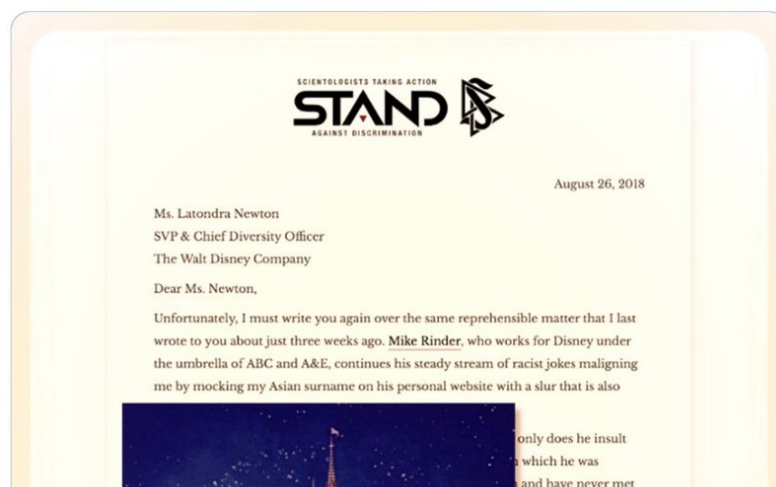 SCIENTOLOGISTS TAKING ACTION
STAND
AGAINST DISCRIMINATION
August 26, 2018
Ms. Latondra Newton
SVP & Chief Diversity Officer
The Walt Disney Company
Dear Ms. Newton,
Unfortunately, I must write you again over the same reprehensible matter that I last
wrote to you about just three weeks ago. Mike Rinder, who works for Disney under
the umbrella of ABC and A&E, continues his steady stream of racist jokes maligning
me by mocking my Asian surname on his personal website with a slur that is also
only does he insult
which he was
and have never met